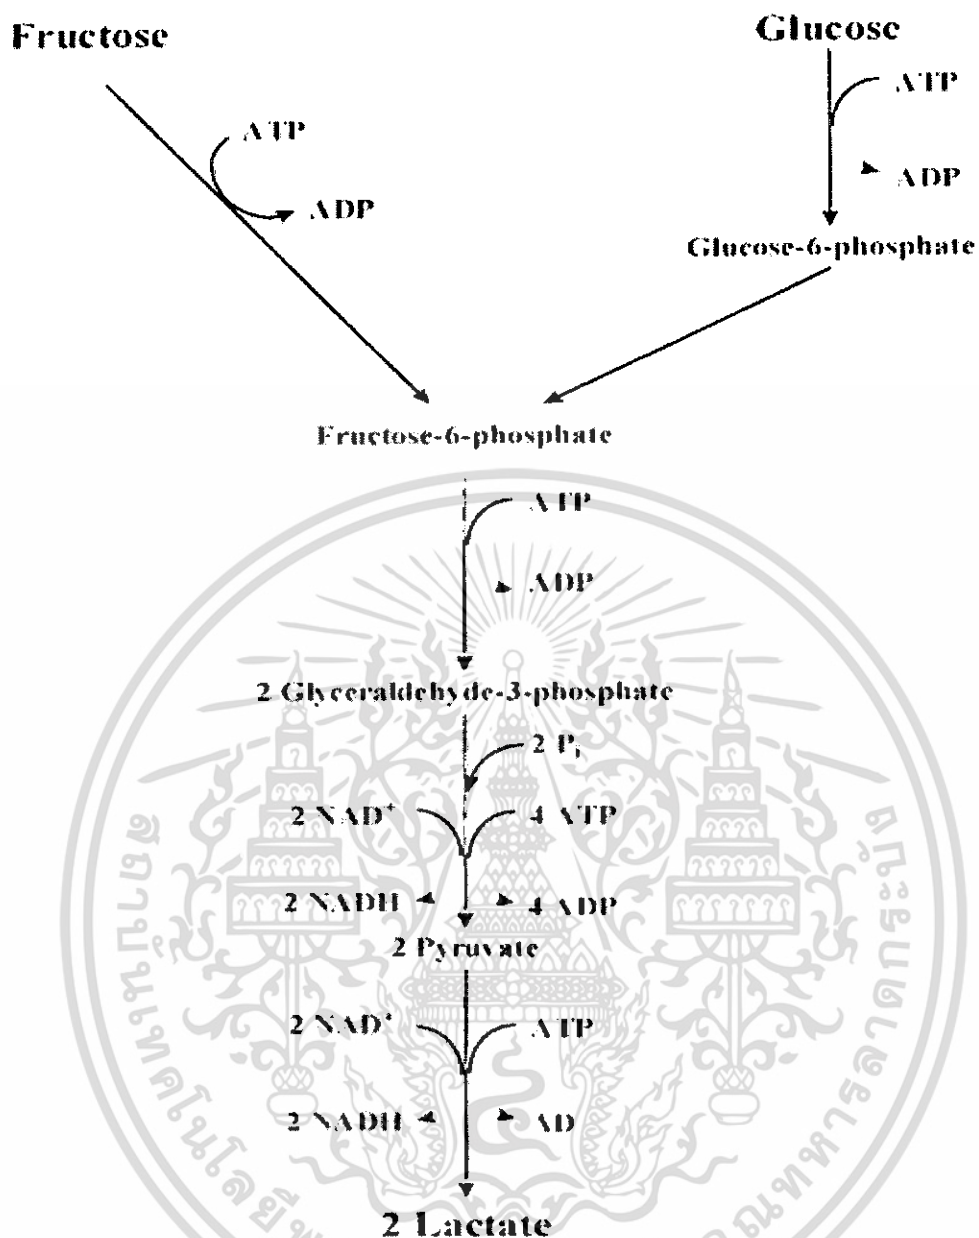 Fructose
Glucose
ATP
ADP
ATP
ADP
Glucose-6-phosphate
Fructose-6-phosphate
ATP
ADP
2 Glyceraldehyde-3-phosphate
2 Pi
2 NAD+ 4 ATP
2 NADH 4 ADP
2 Pyruvate
2 NAD+ ATP
2 NADH AD
2 Lactate